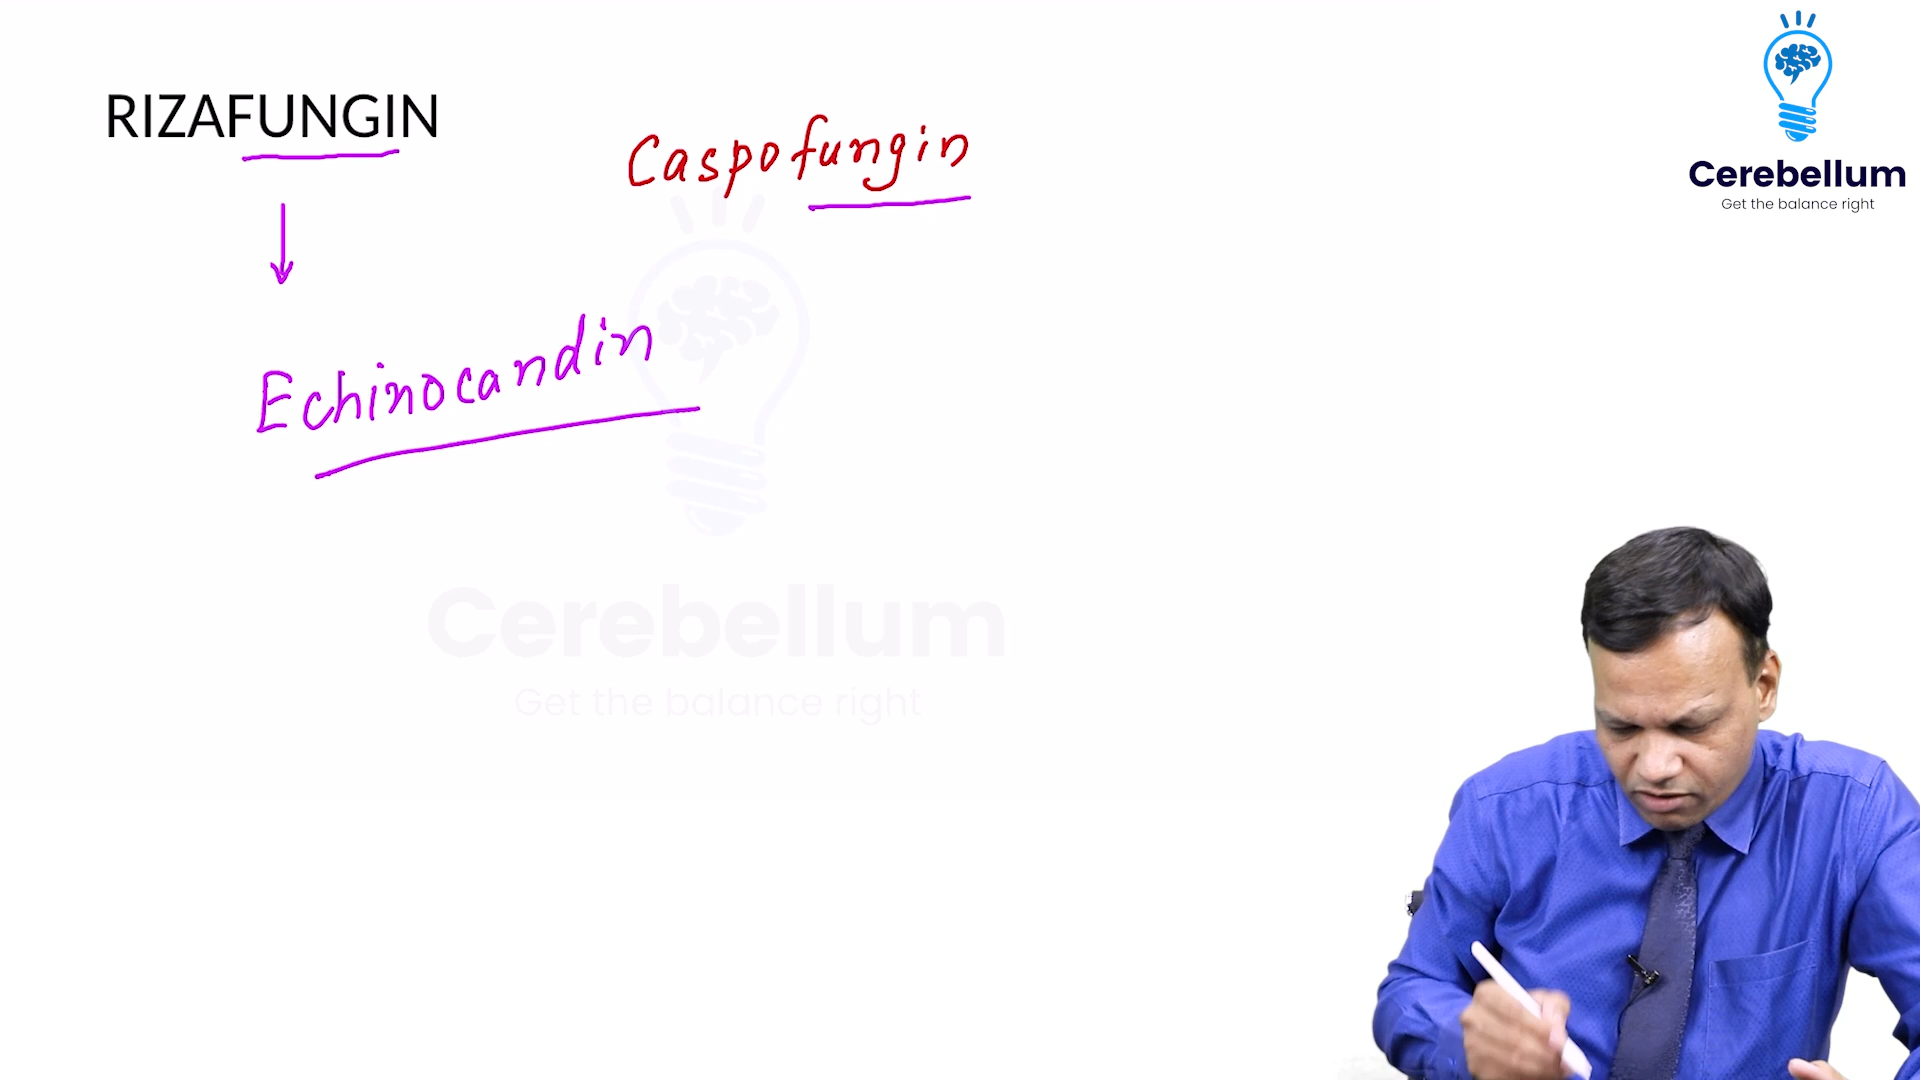 RIZAFUNGIN
Caspofungin
Echinocandin
Cerebellum
Get the balance right
Cerebellum
Get the balance right